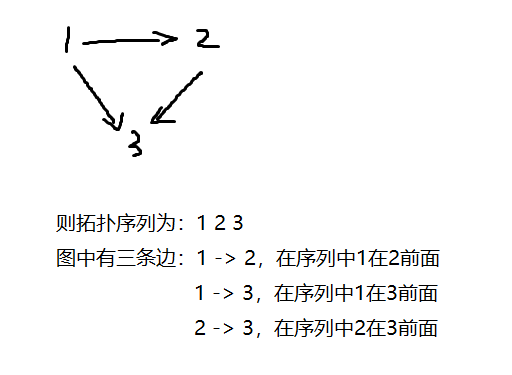 1 2
3
则拓扑序列为：1 2 3
图中有三条边：1 -> 2，在序列中1在2前面
1 -> 3，在序列中1在3前面
2 -> 3，在序列中2在3前面